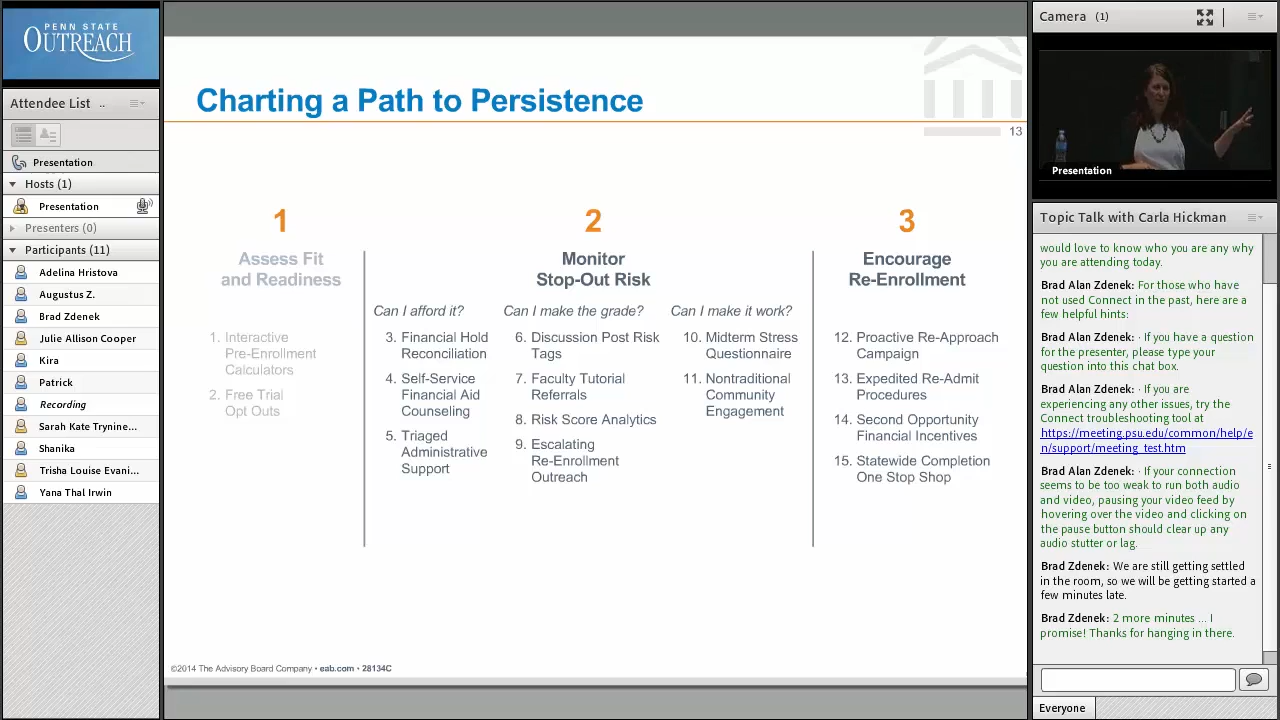 PENN STATE
OUTREACH
Attendee List ..
Presentation
Hosts (1)
Presentation
Presenters (0)
Participants (11)
Adelina Hristova
Augustus Z.
Brad Zdenek
Julie Allison Cooper
Kira
Patrick
Recording
Sarah Kate Trynine...
Shanika
Trisha Louise Evani...
Yana Thal Irwin
Charting a Path to Persistence
13
1
Assess Fit
and Readiness
1. Interactive
Pre-Enrollment
Calculators
2. Free Trial
Opt Outs
2
Monitor
Stop-Out Risk
Can I afford it?
3. Financial Hold
Reconciliation
4. Self-Service
Financial Aid
Counseling
5. Triaged
Administrative
Support
Can I make the grade?
6. Discussion Post Risk
Tags
7. Faculty Tutorial
Referrals
8. Risk Score Analytics
9. Escalating
Re-Enrollment
Outreach
Can I make it work?
10. Midterm Stress
Questionnaire
11. Nontraditional
Community
Engagement
3
Encourage
Re-Enrollment
12. Proactive Re-Approach
Campaign
13. Expedited Re-Admit
Procedures
14. Second Opportunity
Financial Incentives
15. Statewide Completion
One Stop Shop
©2014 The Advisory Board Company • eab.com • 28134C
Camera (1)
Presentation
Topic Talk with Carla Hickman
would love to know who you are any why
you are attending today.
Brad Alan Zdenek: For those who have
not used Connect in the past, here are a
few helpful hints:
Brad Alan Zdenek: · If you have a question
for the presenter, please type your
question into this chat box.
Brad Alan Zdenek: · If you are
experiencing any other issues, try the
Connect troubleshooting tool at
https://meeting.psu.edu/common/help/e
n/support/meeting_test.htm
Brad Alan Zdenek: · If your connection
seems to be too weak to run both audio
and video, pausing your video feed by
hovering over the video and clicking on
the pause button should clear up any
audio stutter or lag.
Brad Zdenek: We are still getting settled
in the room, so we will be getting started a
few minutes late.
Brad Zdenek: 2 more minutes ... I
promise! Thanks for hanging in there.
Everyone